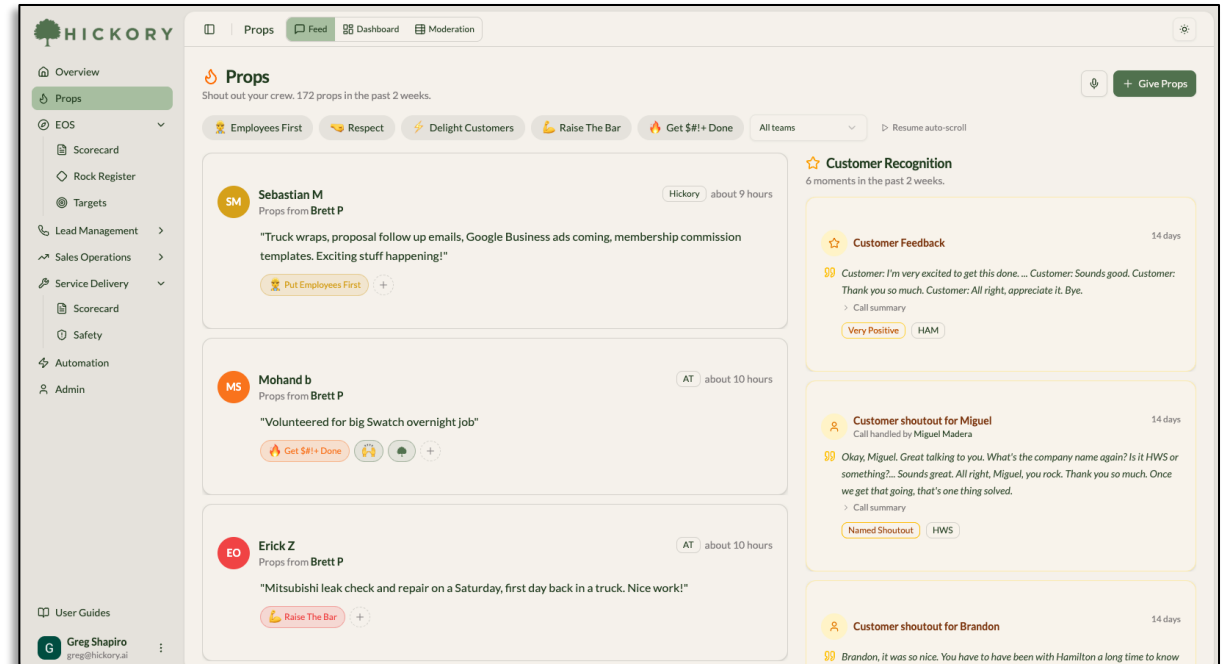 HICKORY
Overview
Props
EOS
Scorecard
Rock Register
Targets
Lead Management
Sales Operations
Service Delivery
Scorecard
Safety
Automation
Admin
User Guides
G
Greg Shapiro
greg@hickory.ai
Props
Feed
Dashboard
Moderation
Props
Shout out your crew. 172 props in the past 2 weeks.
Give Props
Employees First
Respect
Delight Customers
Raise The Bar
Get $#!+ Done
All teams
Resume auto-scroll
SM
Sebastian M
Props from Brett P
Hickory
about 9 hours
"Truck wraps, proposal follow up emails, Google Business ads coming, membership commission
templates. Exciting stuff happening!"
Put Employees First
MS
Mohand b
Props from Brett P
AT
about 10 hours
"Volunteered for big Swatch overnight job"
Get $#!+ Done
EO
Erick Z
Props from Brett P
AT
about 10 hours
"Mitsubishi leak check and repair on a Saturday, first day back in a truck. Nice work!"
Raise The Bar
Customer Recognition
6 moments in the past 2 weeks.
Customer Feedback
14 days
Customer: I'm very excited to get this done. ... Customer: Sounds good. Customer:
Thank you so much. Customer: All right, appreciate it. Bye.
Call summary
Very Positive
HAM
Customer shoutout for Miguel
14 days
Call handled by Miguel Madera
Okay, Miguel. Great talking to you. What's the company name again? Is it HWS or
something?... Sounds great. All right, Miguel, you rock. Thank you so much. Once
we get that going, that's one thing solved.
Call summary
Named Shoutout
HWS
Customer shoutout for Brandon
14 days
Brandon, it was so nice. You have to have been with Hamilton a long time to know